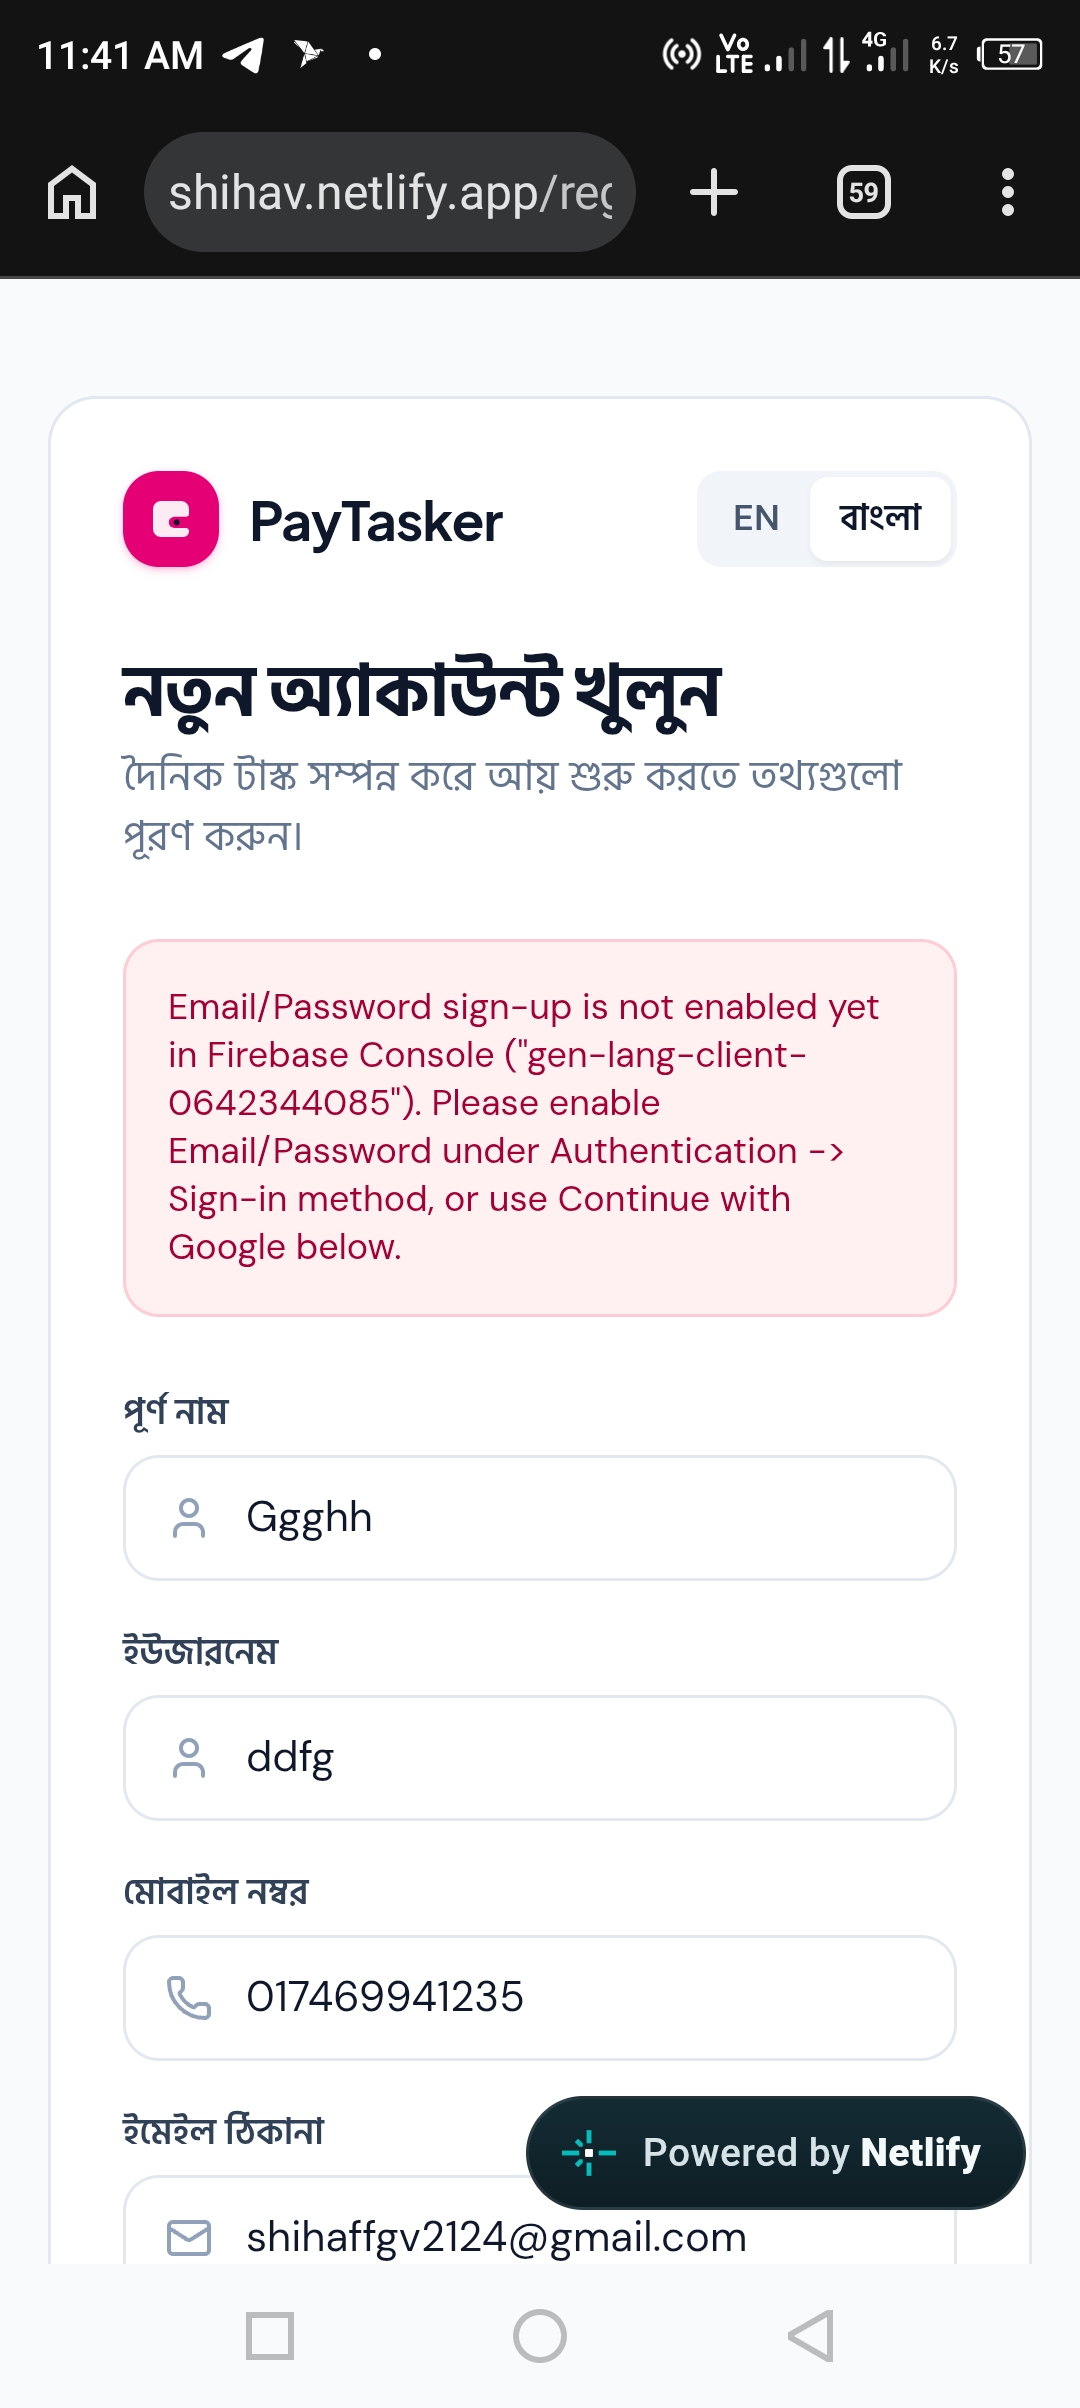 11:41 AM
Vo LTE
4G
6.7 K/s
57
shihav.netlify.app/reg
59
PayTasker
EN
বাংলা
নতুন অ্যাকাউন্ট খুলুন
দৈনিক টাস্ক সম্পন্ন করে আয় শুরু করতে তথ্যগুলো
পূরণ করুন।
Email/Password sign-up is not enabled yet
in Firebase Console ("gen-lang-client-
0642344085"). Please enable
Email/Password under Authentication ->
Sign-in method, or use Continue with
Google below.
পূর্ণ নাম
Ggghh
ইউজারনেম
ddfg
মোবাইল নম্বর
017469941235
ইমেইল ঠিকানা
Powered by Netlify
shihaffgv2124@gmail.com